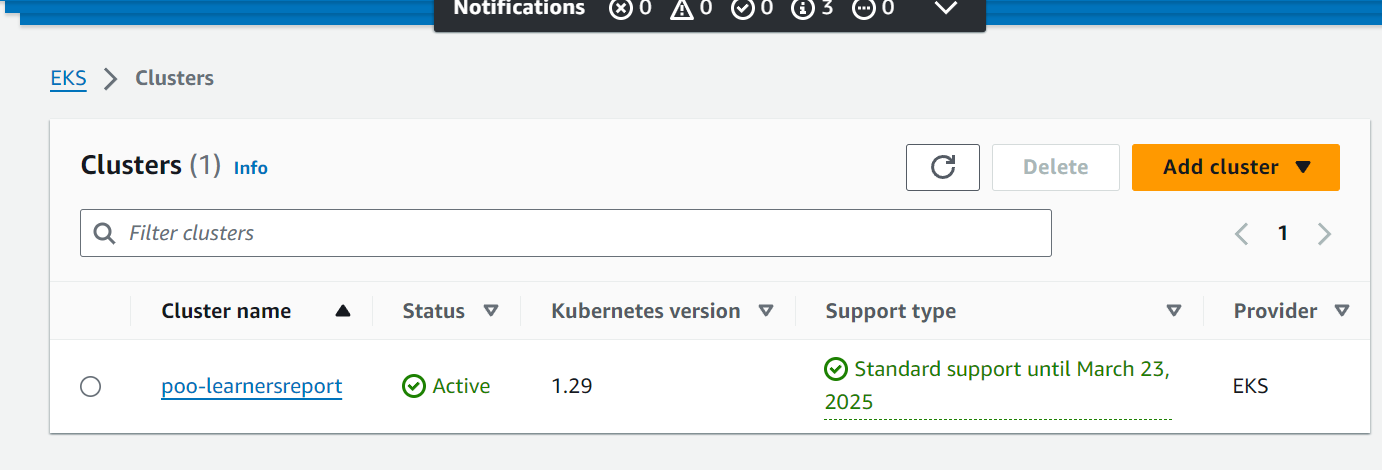 Notifications 0 0 0 3 0
EKS > Clusters
Clusters (1) Info
Delete
Add cluster
Filter clusters
1
Cluster name Status Kubernetes version Support type Provider
poo-learnersreport Active 1.29 Standard support until March 23,
2025 EKS